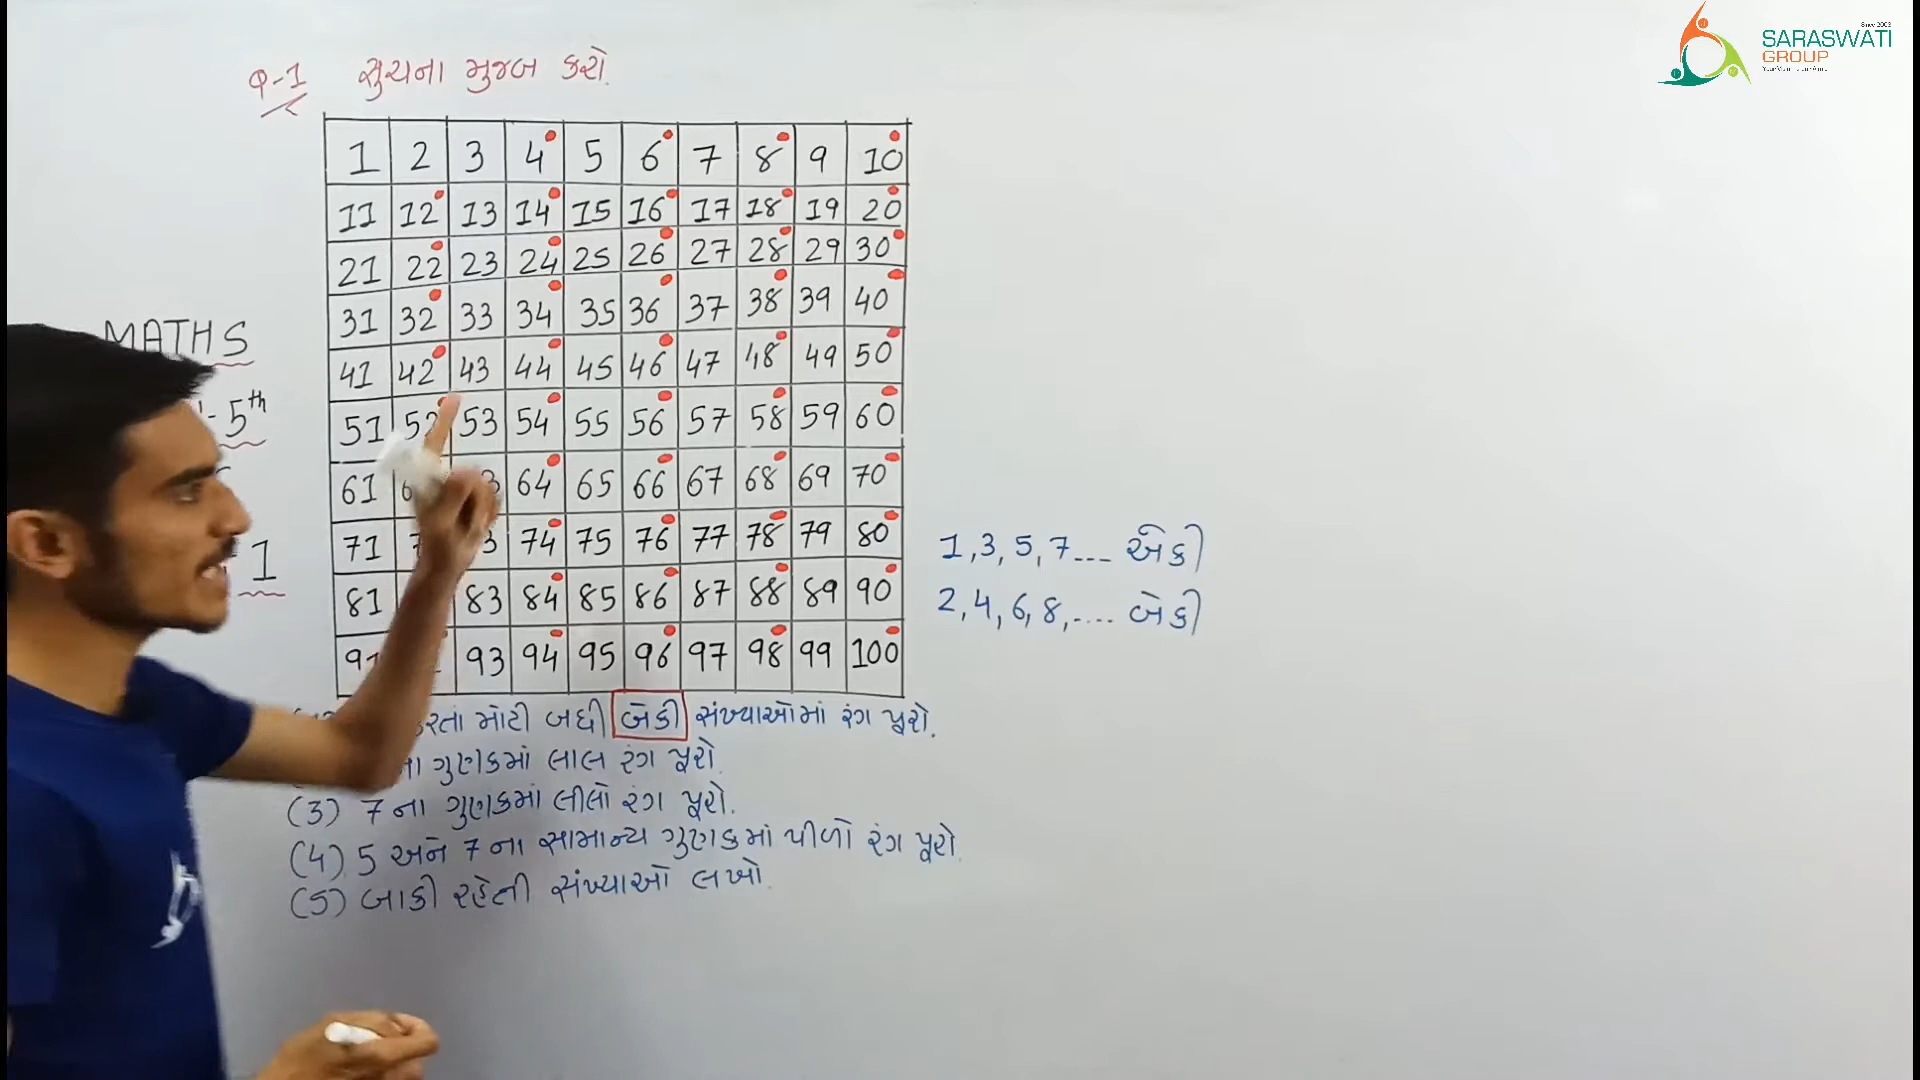 Since 2002
SARASWATI
GROUP
Q-1 સુચના મુજબ કરો.
1 2 3 4 5 6 7 8 9 10
11 12 13 14 15 16 17 18 19 20
21 22 23 24 25 26 27 28 29 30
31 32 33 34 35 36 37 38 39 40
41 42 43 44 45 46 47 48 49 50
51 52 53 54 55 56 57 58 59 60
61 64 65 66 67 68 69 70
71 74 75 76 77 78 79 80
81 83 84 85 86 87 88 89 90
93 94 95 96 97 98 99 100
MATHS
5th
1
1, 3, 5, 7--- એકી
2, 4, 6, 8, .... બેકી
મોટી બધી બેકી સંખ્યાઓમાં રંગ પૂરો.
ના ગુણકમાં લાલ રંગ પૂરો.
(3) 7 ના ગુણકમાં લીલો રંગ પૂરો.
(4) 5 અને 7 ના સામાન્ય ગુણકમાં પીળો રંગ પૂરો.
(5) બાકી રહેલી સંખ્યાઓ લખો.